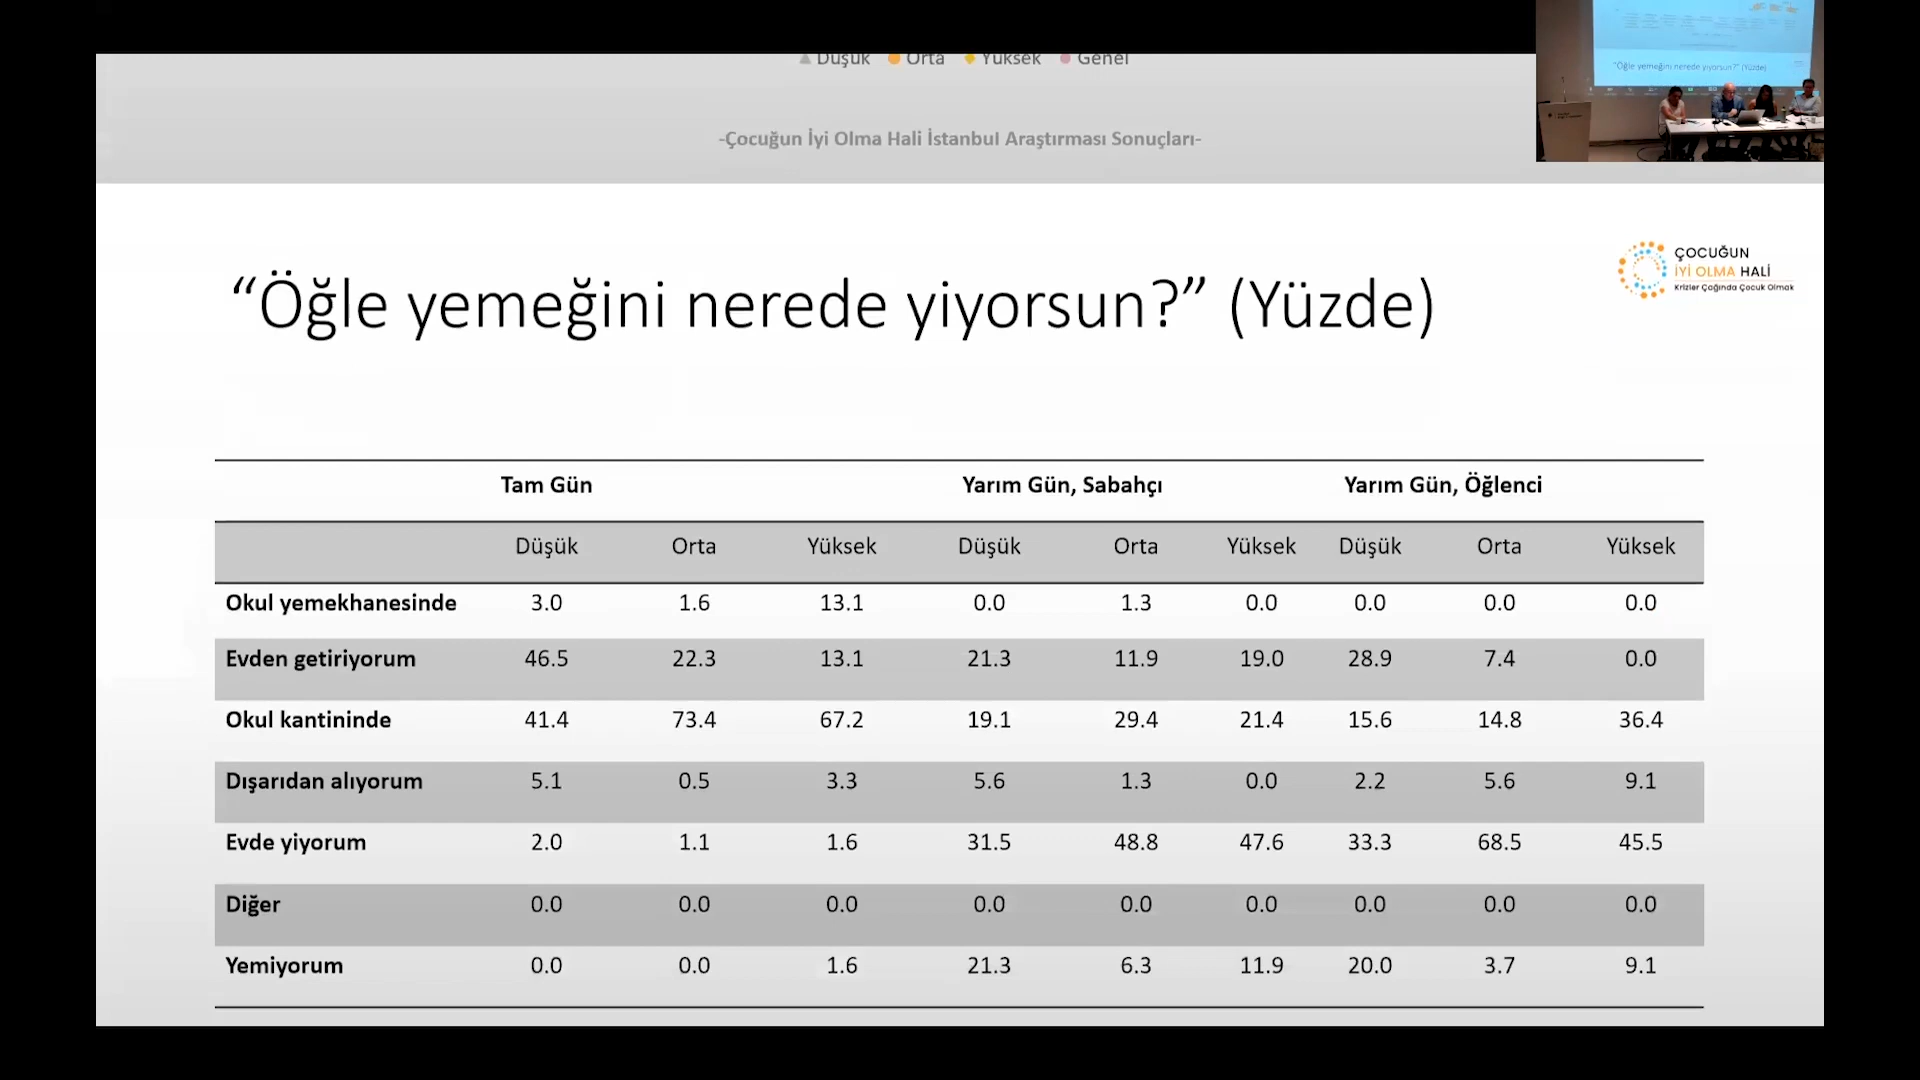 Düşük Orta Yüksek Genel
-Çocuğun İyi Olma Hali İstanbul Araştırması Sonuçları-
"Öğle yemeğini nerede yiyorsun?" (Yüzde)
ÇOCUĞUN
İYİ OLMA HALİ
Krizler Çağında Çocuk Olmak
“Öğle yemeğini nerede yiyorsun?” (Yüzde)
Tam Gün Yarım Gün, Sabahçı Yarım Gün, Öğlenci
Düşük Orta Yüksek Düşük Orta Yüksek Düşük Orta Yüksek
Okul yemekhanesinde 3.0 1.6 13.1 0.0 1.3 0.0 0.0 0.0 0.0
Evden getiriyorum 46.5 22.3 13.1 21.3 11.9 19.0 28.9 7.4 0.0
Okul kantininde 41.4 73.4 67.2 19.1 29.4 21.4 15.6 14.8 36.4
Dışarıdan alıyorum 5.1 0.5 3.3 5.6 1.3 0.0 2.2 5.6 9.1
Evde yiyorum 2.0 1.1 1.6 31.5 48.8 47.6 33.3 68.5 45.5
Diğer 0.0 0.0 0.0 0.0 0.0 0.0 0.0 0.0 0.0
Yemiyorum 0.0 0.0 1.6 21.3 6.3 11.9 20.0 3.7 9.1